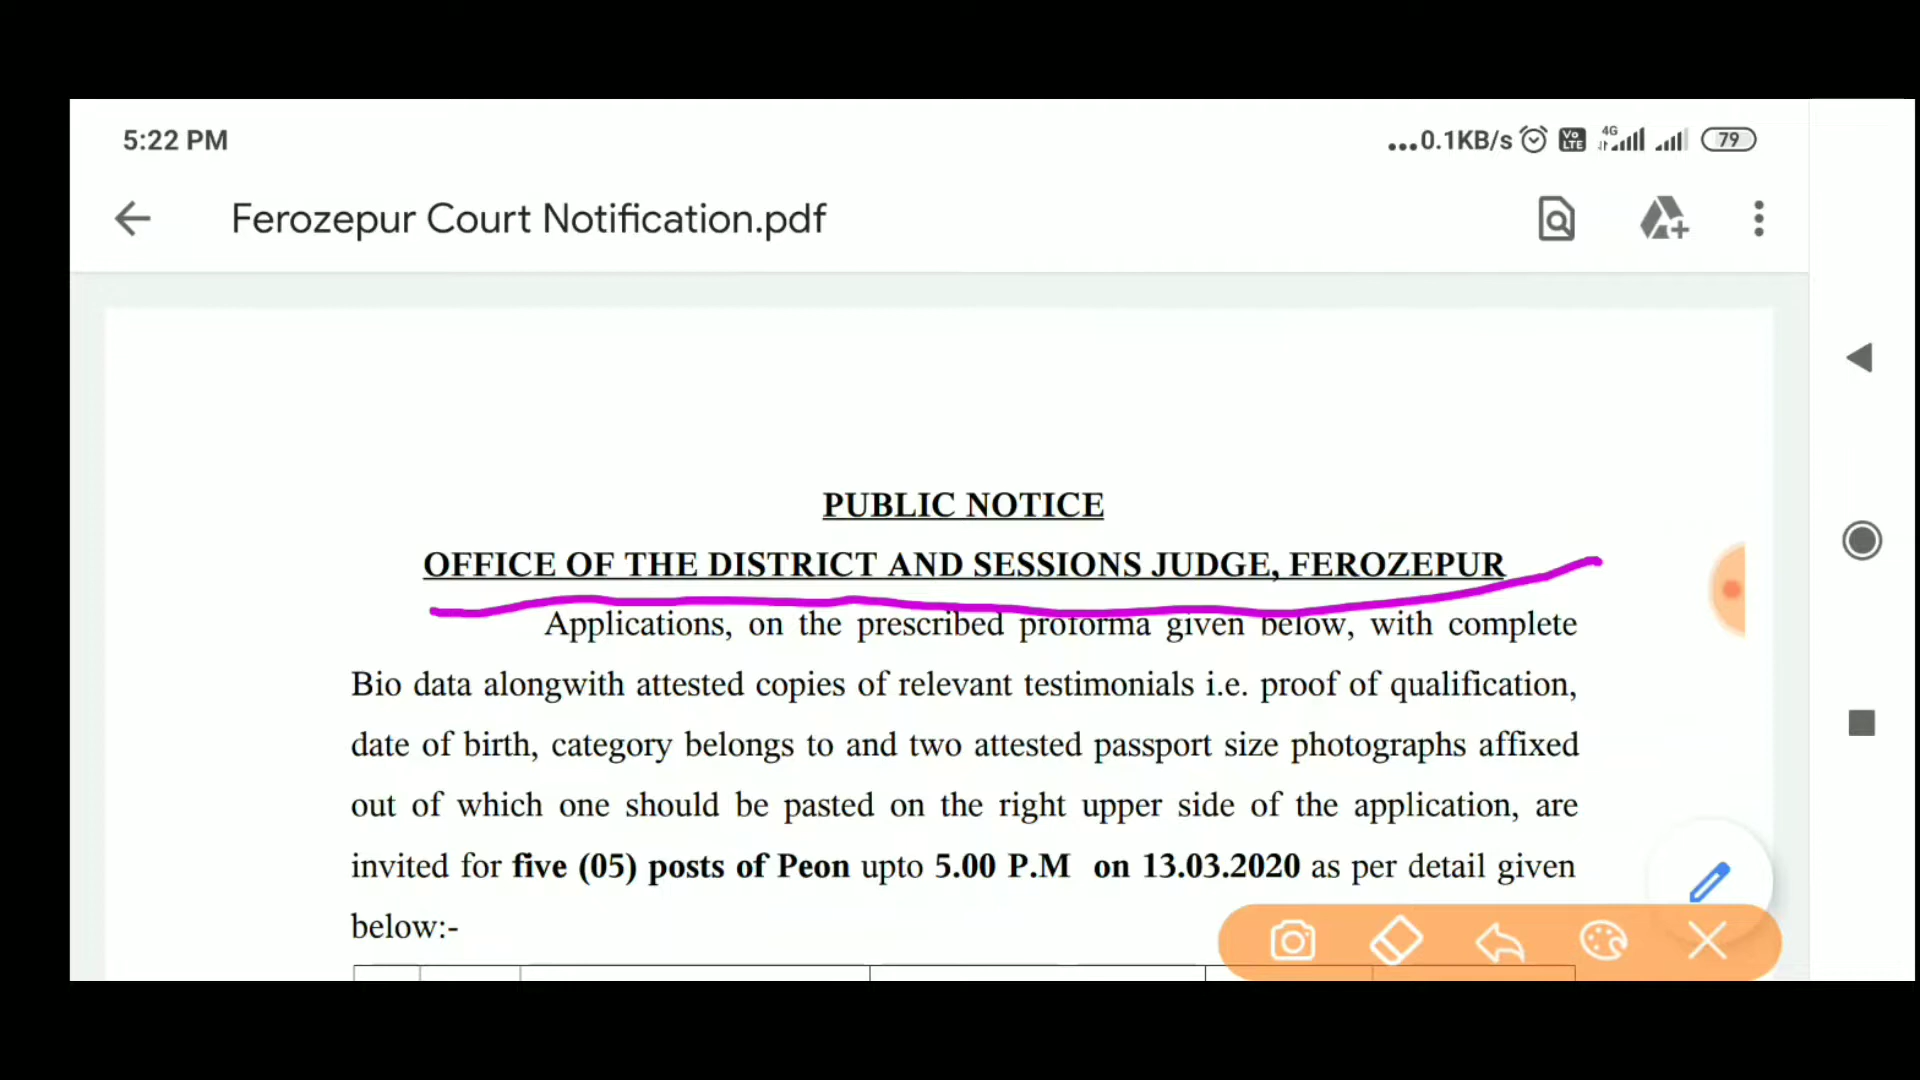 5:22 PM
...0.1KB/s Vo LTE 4G 79
Ferozepur Court Notification.pdf
PUBLIC NOTICE
OFFICE OF THE DISTRICT AND SESSIONS JUDGE, FEROZEPUR
Applications, on the prescribed proforma given below, with complete
Bio data alongwith attested copies of relevant testimonials i.e. proof of qualification,
date of birth, category belongs to and two attested passport size photographs affixed
out of which one should be pasted on the right upper side of the application, are
invited for five (05) posts of Peon upto 5.00 P.M on 13.03.2020 as per detail given
below:-